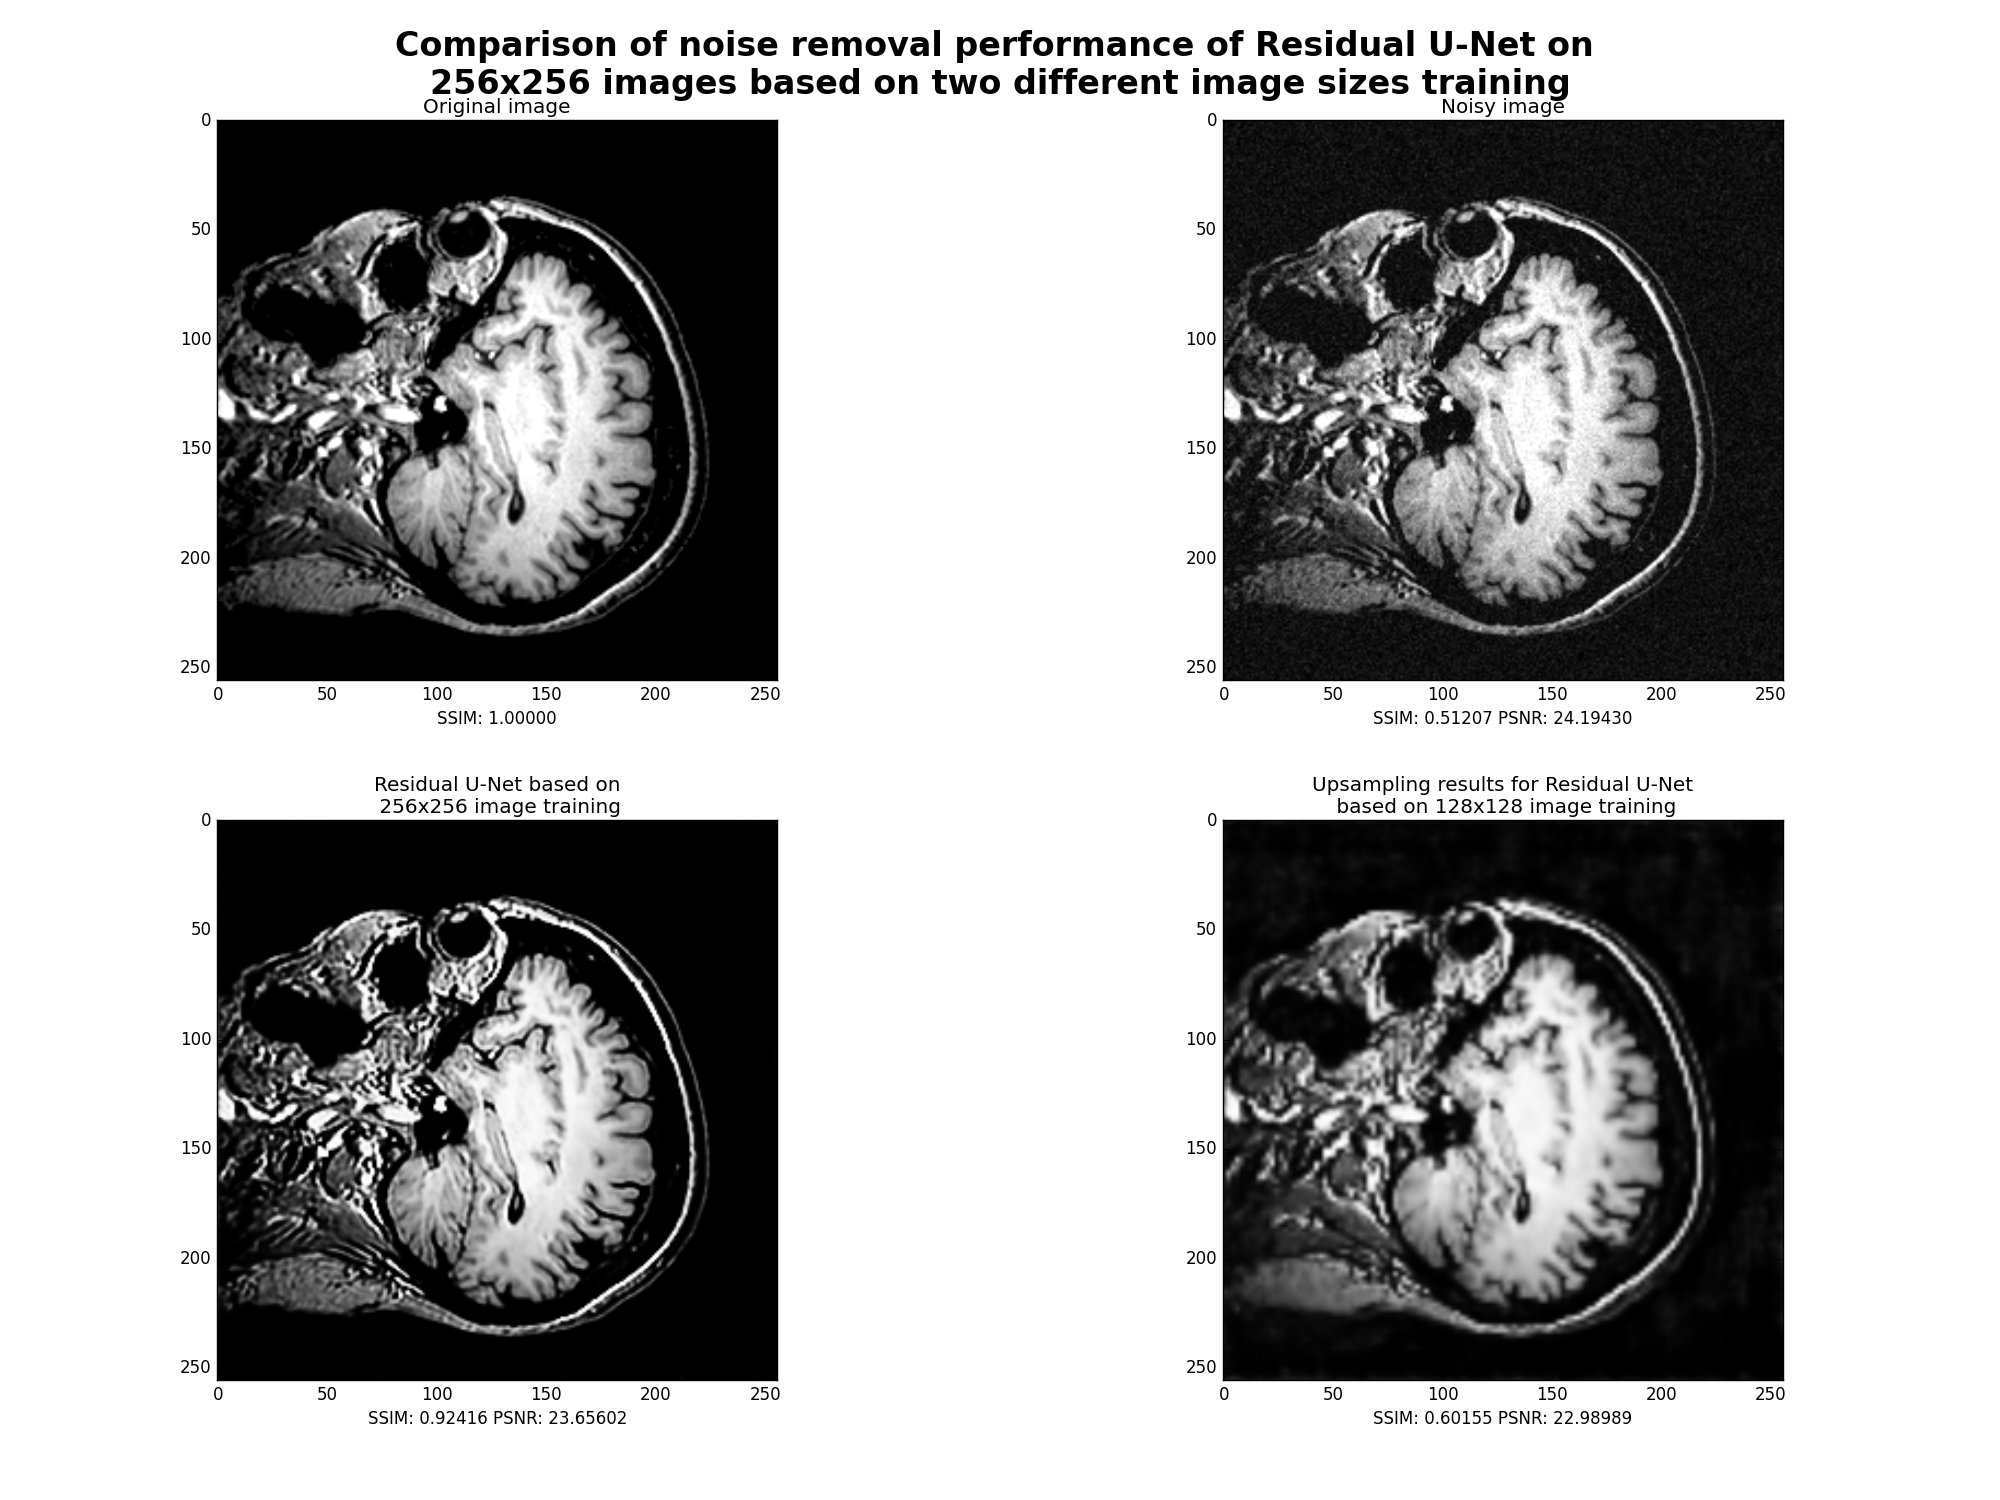 Comparison of noise removal performance of Residual U-Net on
256x256 images based on two different image sizes training
Original image
0
50
100
150
200
250
0 50 100 150 200 250
SSIM: 1.00000
Noisy image
0
50
100
150
200
250
0 50 100 150 200 250
SSIM: 0.51207 PSNR: 24.19430
Residual U-Net based on
256x256 image training
0
50
100
150
200
250
0 50 100 150 200 250
SSIM: 0.92416 PSNR: 23.65602
Upsampling results for Residual U-Net
based on 128x128 image training
0
50
100
150
200
250
0 50 100 150 200 250
SSIM: 0.60155 PSNR: 22.98989